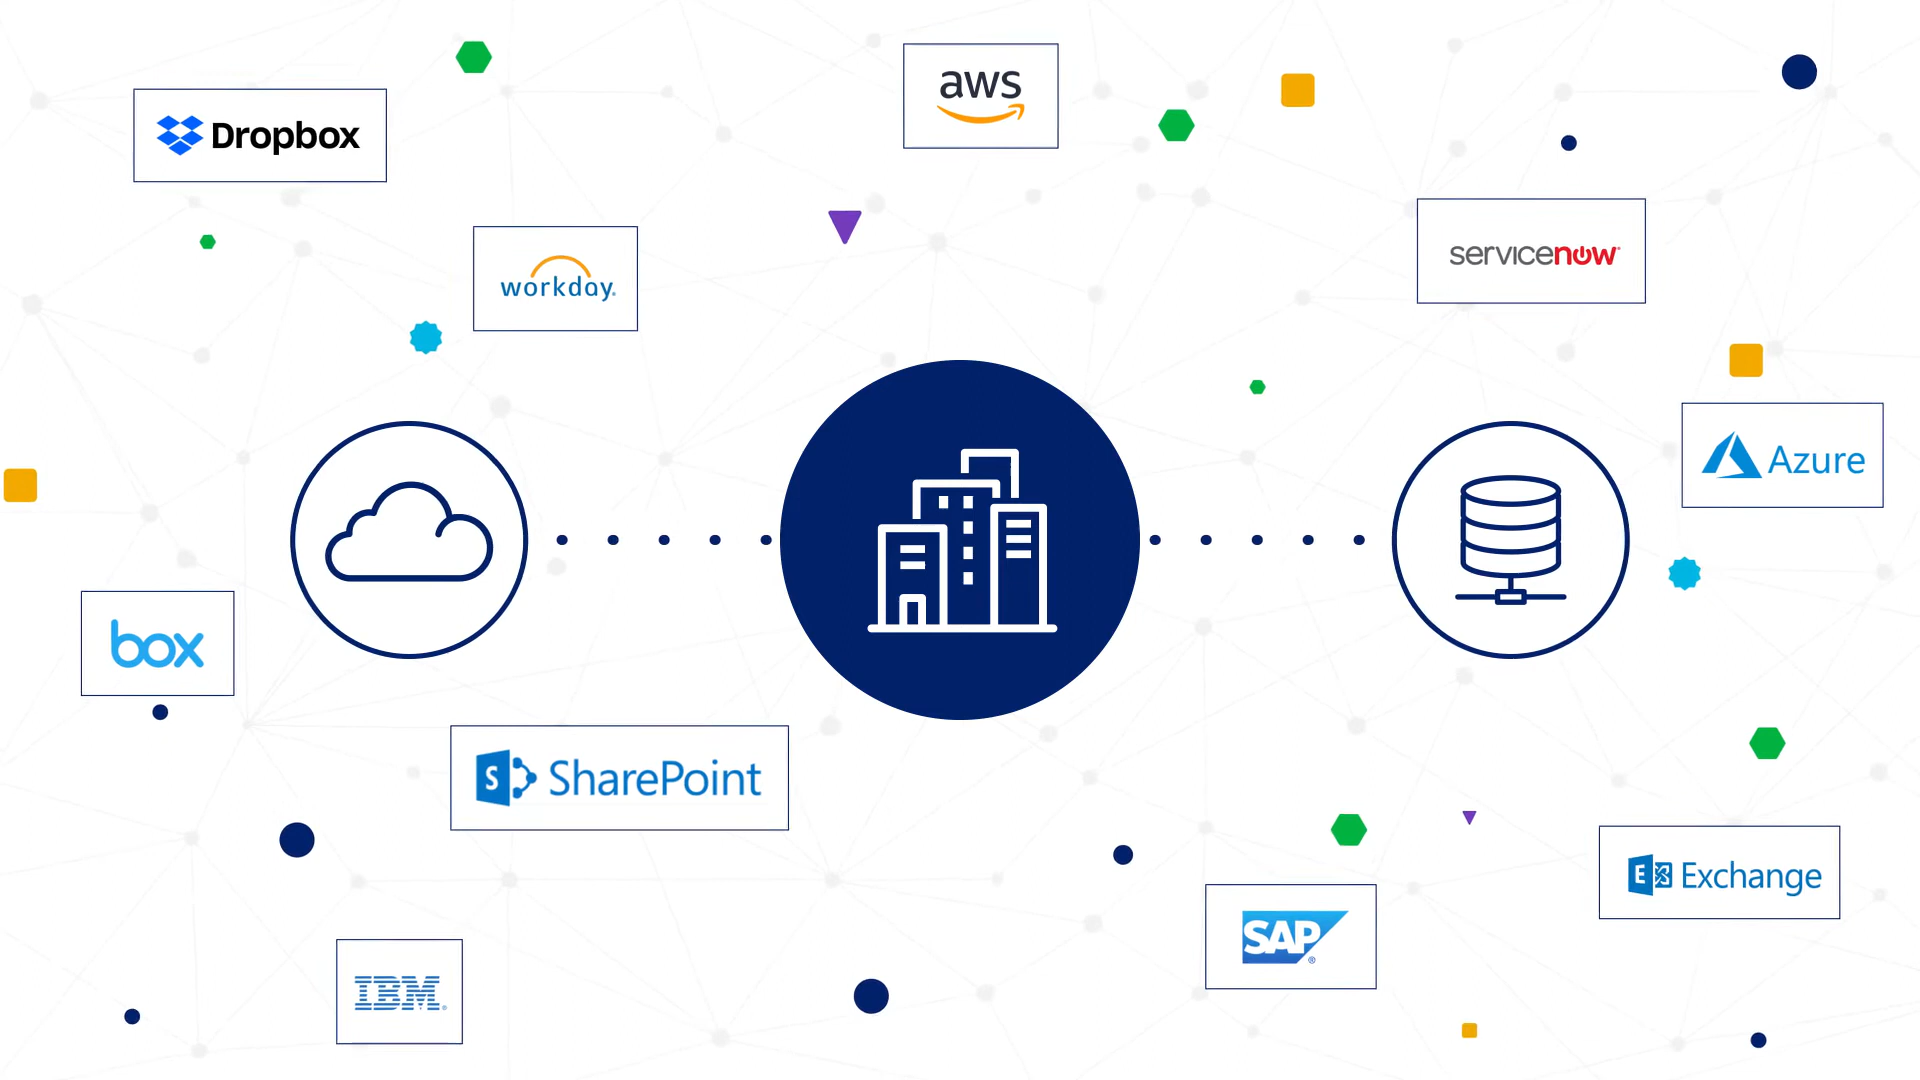 aws
Dropbox
servicenow
workday
Azure
box
S SharePoint
E Exchange
SAP
IBM